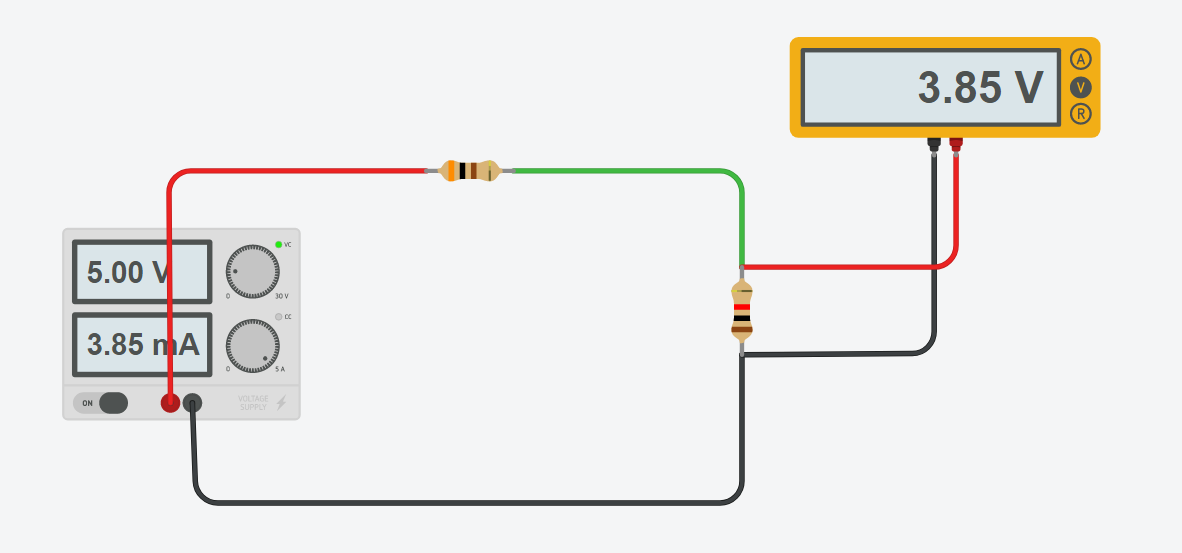 3.85 V
A
V
R
5.00 V
VC
0
30 V
3.85 mA
CC
0
5 A
ON
VOLTAGE
SUPPLY